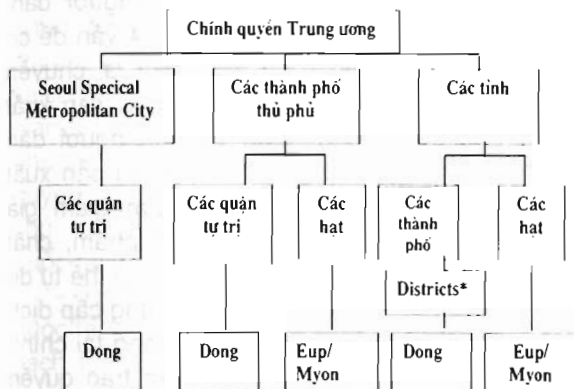 Chính quyền Trung ương
Seoul Specical
Metropolitan City
Các thành phố
thủ phủ
Các tỉnh
Các quận
tự trị
Các quận
tự trị
Các
hạt
Các
thành
phố
Các
hạt
Districts*
Dong
Dong
Eup/
Myon
Dong
Eup/
Myon